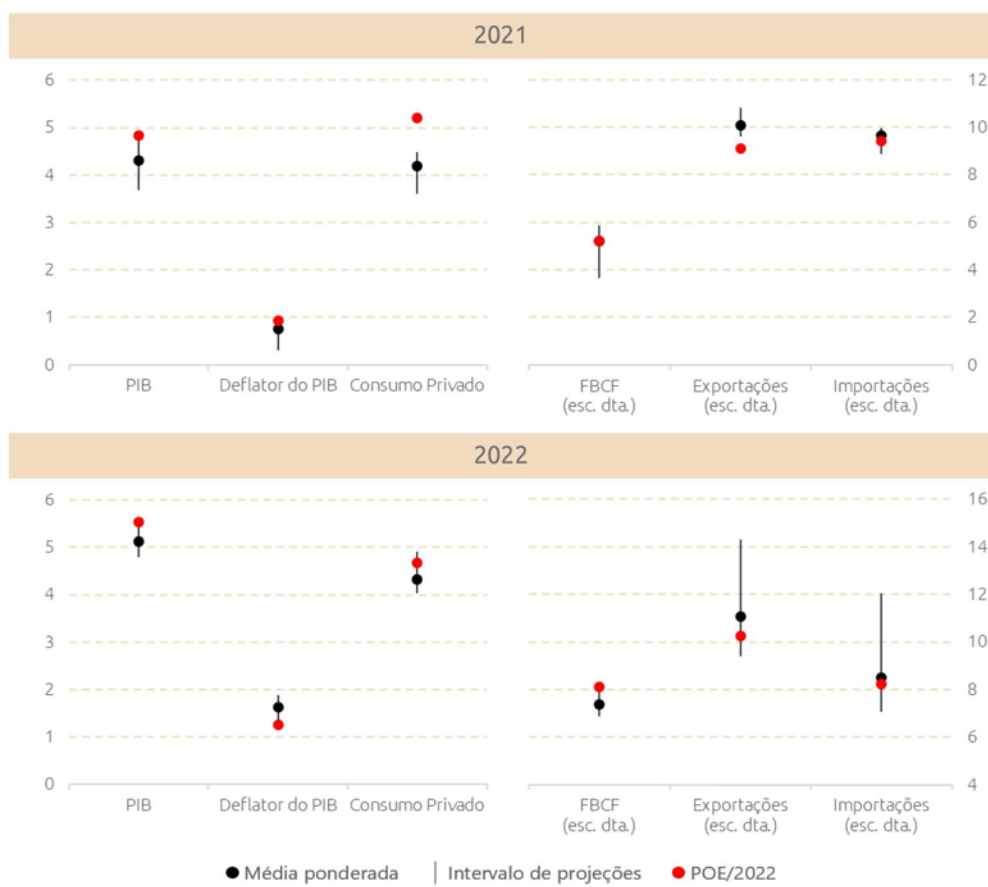 2021
6
5
4
3
2
1
0
12
10
8
6
4
2
0
PIB
Deflator do PIB
Consumo Privado
FBCF
(esc. dta.)
Exportações
(esc. dta.)
Importações
(esc. dta.)
2022
6
5
4
3
2
1
0
16
14
12
10
8
6
4
PIB
Deflator do PIB
Consumo Privado
FBCF
(esc. dta.)
Exportações
(esc. dta.)
Importações
(esc. dta.)
Média ponderada
Intervalo de projeções
POE/2022